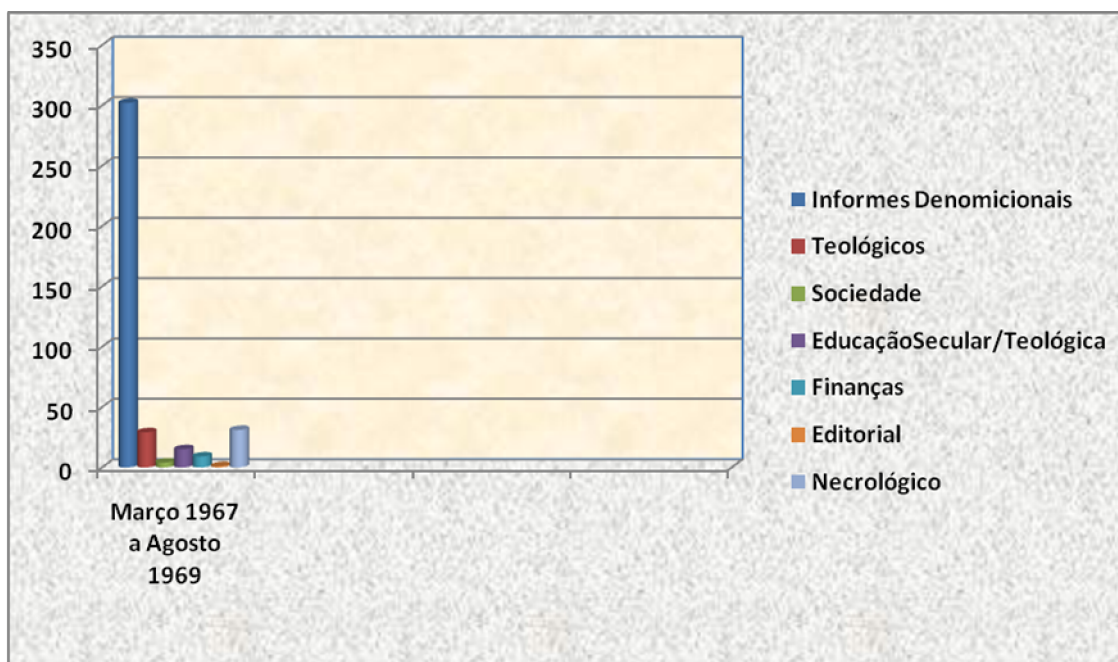 350
300
250
200
150
100
50
0
Março 1967
a Agosto
1969
Informes Denomicionais
Teológicos
Sociedade
EducaçãoSecular/Teológica
Finanças
Editorial
Necrológico